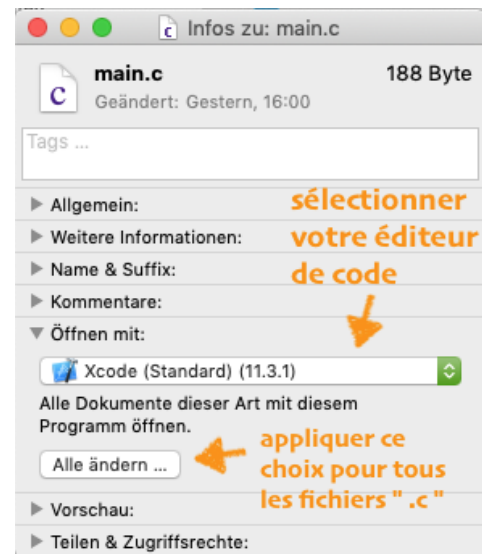 Infos zu: main.c
main.c
188 Byte
Geändert: Gestern, 16:00
Tags ...
Allgemein:
sélectionner
Weitere Informationen:
votre éditeur
Name & Suffix:
de code
Kommentare:
Öffnen mit:
Xcode (Standard) (11.3.1)
Alle Dokumente dieser Art mit diesem
Programm öffnen.
Alle ändern ...
appliquer ce
choix pour tous
les fichiers " .c "
Vorschau:
Teilen & Zugriffsrechte: